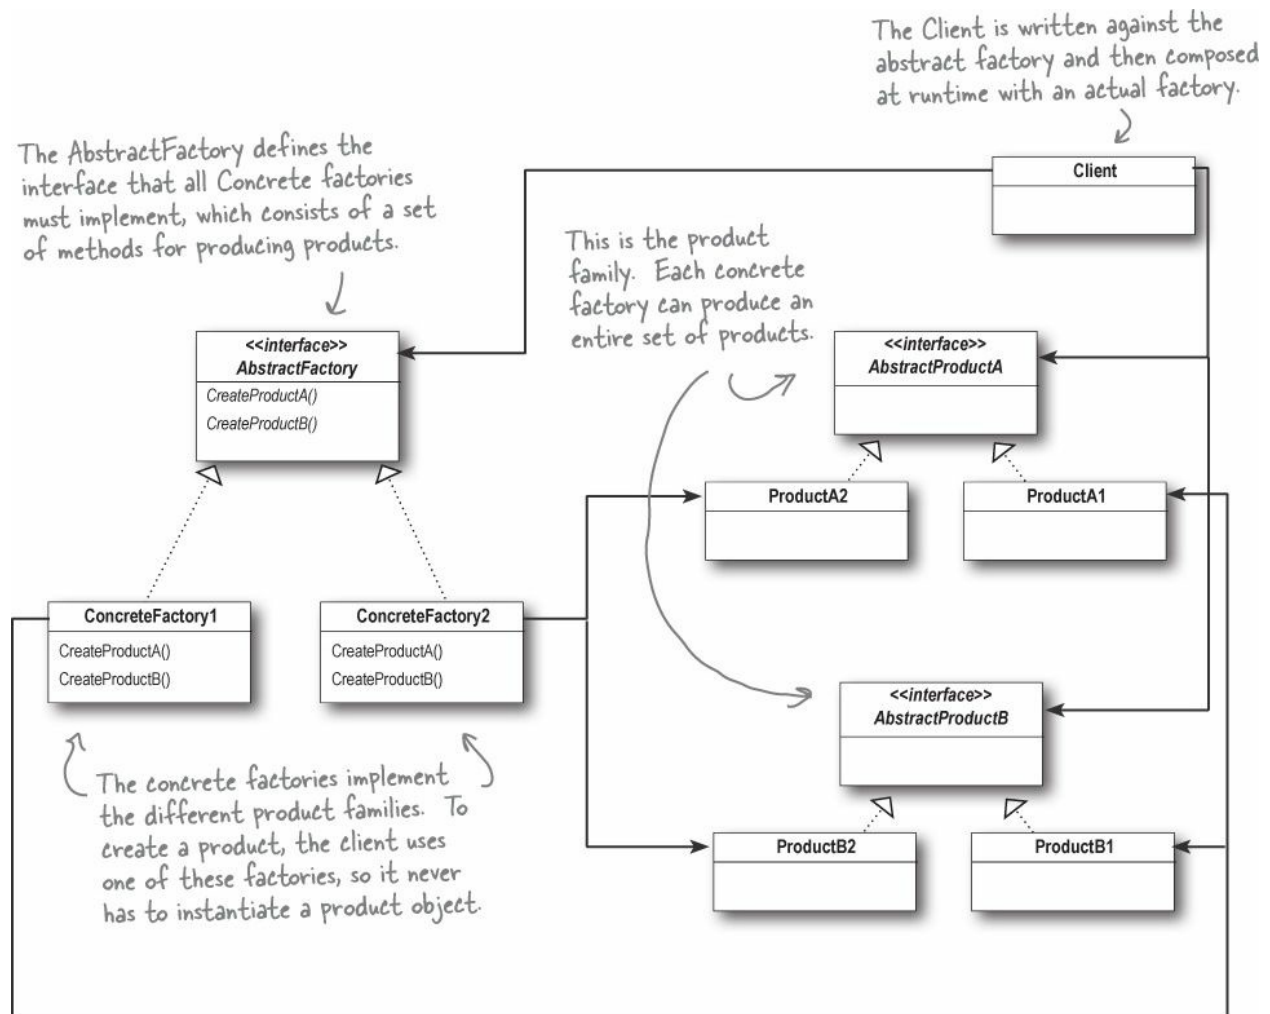 The Client is written against the
abstract factory and then composed
at runtime with an actual factory.
The AbstractFactory defines the
interface that all Concrete factories
must implement, which consists of a set
of methods for producing products.
Client
This is the product
family. Each concrete
factory can produce an
entire set of products.
<<interface>>
AbstractFactory
CreateProductA()
CreateProductB()
<<interface>>
AbstractProductA
ProductA2
ProductA1
ConcreteFactory1
CreateProductA()
CreateProductB()
ConcreteFactory2
CreateProductA()
CreateProductB()
<<interface>>
AbstractProductB
The concrete factories implement
the different product families. To
create a product, the client uses
one of these factories, so it never
has to instantiate a product object.
ProductB2
ProductB1